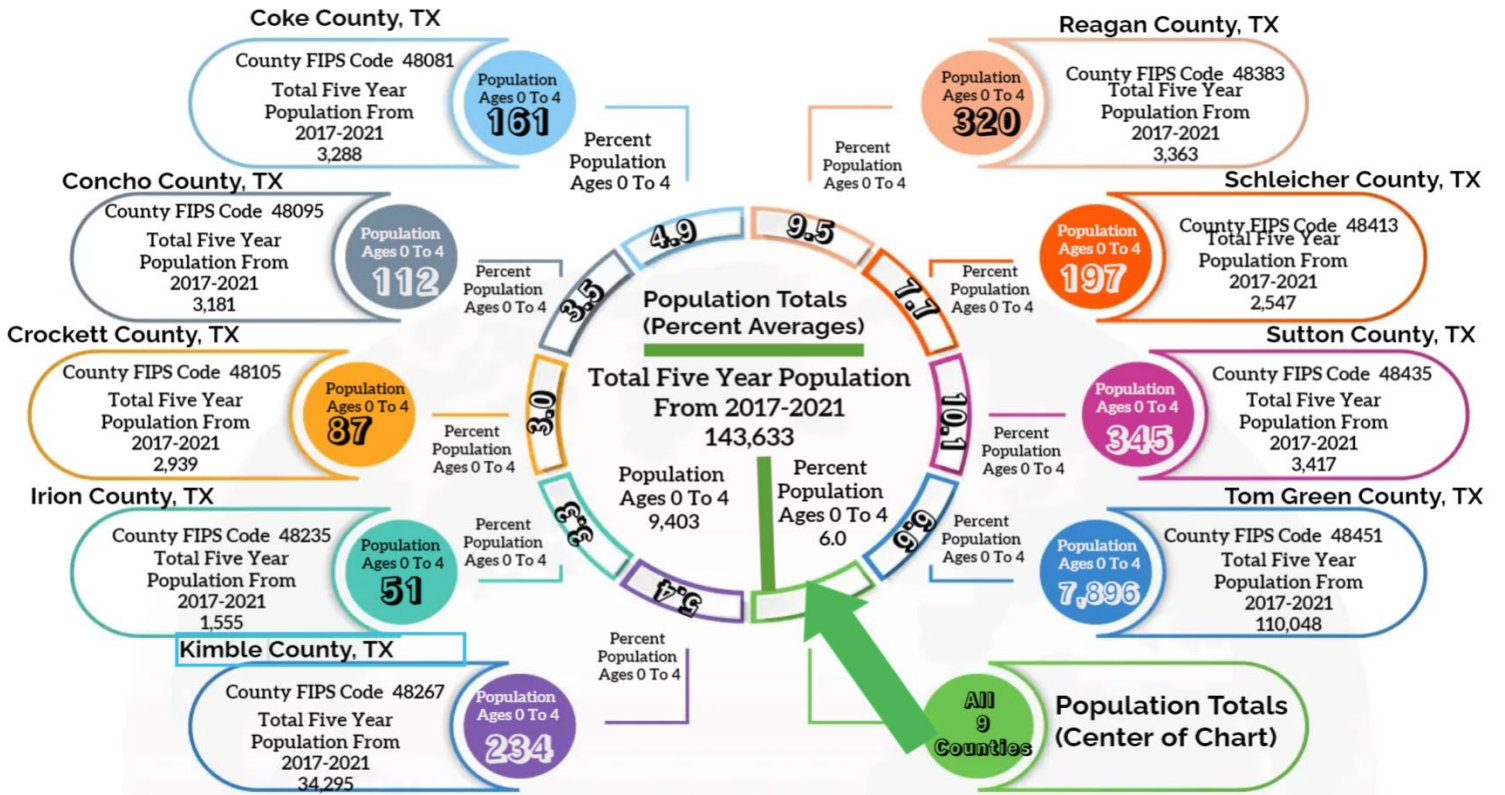 Coke County, TX
County FIPS Code 48081
Total Five Year
Population From
2017-2021
3,288
Population
Ages 0 To 4
161
Percent
Population
Ages 0 To 4
4.9
Concho County, TX
County FIPS Code 48095
Total Five Year
Population From
2017-2021
3,181
Population
Ages 0 To 4
112
Percent
Population
Ages 0 To 4
3.5
Crockett County, TX
County FIPS Code 48105
Total Five Year
Population From
2017-2021
2,939
Population
Ages 0 To 4
87
Percent
Population
Ages 0 To 4
3.0
Irion County, TX
County FIPS Code 48235
Total Five Year
Population From
2017-2021
1,555
Population
Ages 0 To 4
51
Percent
Population
Ages 0 To 4
3.3
Kimble County, TX
County FIPS Code 48267
Total Five Year
Population From
2017-2021
34,295
Population
Ages 0 To 4
234
Percent
Population
Ages 0 To 4
5.4
Population Totals
(Percent Averages)
Total Five Year Population
From 2017-2021
143,633
Population
Ages 0 To 4
9,403
Percent
Population
Ages 0 To 4
6.0
Reagan County, TX
Population
Ages 0 To 4
320
County FIPS Code 48383
Total Five Year
Population From
2017-2021
3,363
Percent
Population
Ages 0 To 4
9.5
Schleicher County, TX
Population
Ages 0 To 4
197
County FIPS Code 48413
Total Five Year
Population From
2017-2021
2,547
Percent
Population
Ages 0 To 4
7.7
Sutton County, TX
Population
Ages 0 To 4
345
County FIPS Code 48435
Total Five Year
Population From
2017-2021
3,417
Percent
Population
Ages 0 To 4
10.1
Tom Green County, TX
Population
Ages 0 To 4
7,896
County FIPS Code 48451
Total Five Year
Population From
2017-2021
110,048
Percent
Population
Ages 0 To 4
6.6
All
9
Counties
Population Totals
(Center of Chart)